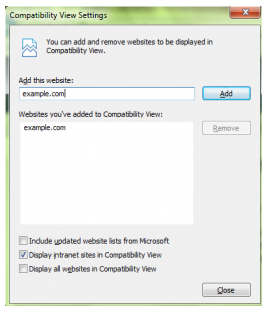 Compatibility View Settings
You can add and remove websites to be displayed in
Compatibility View.
Add this website:
example.com
Add
Websites you've added to Compatibility View:
example.com
Remove
Include updated website lists from Microsoft
Display intranet sites in Compatibility View
Display all websites in Compatibility View
Close